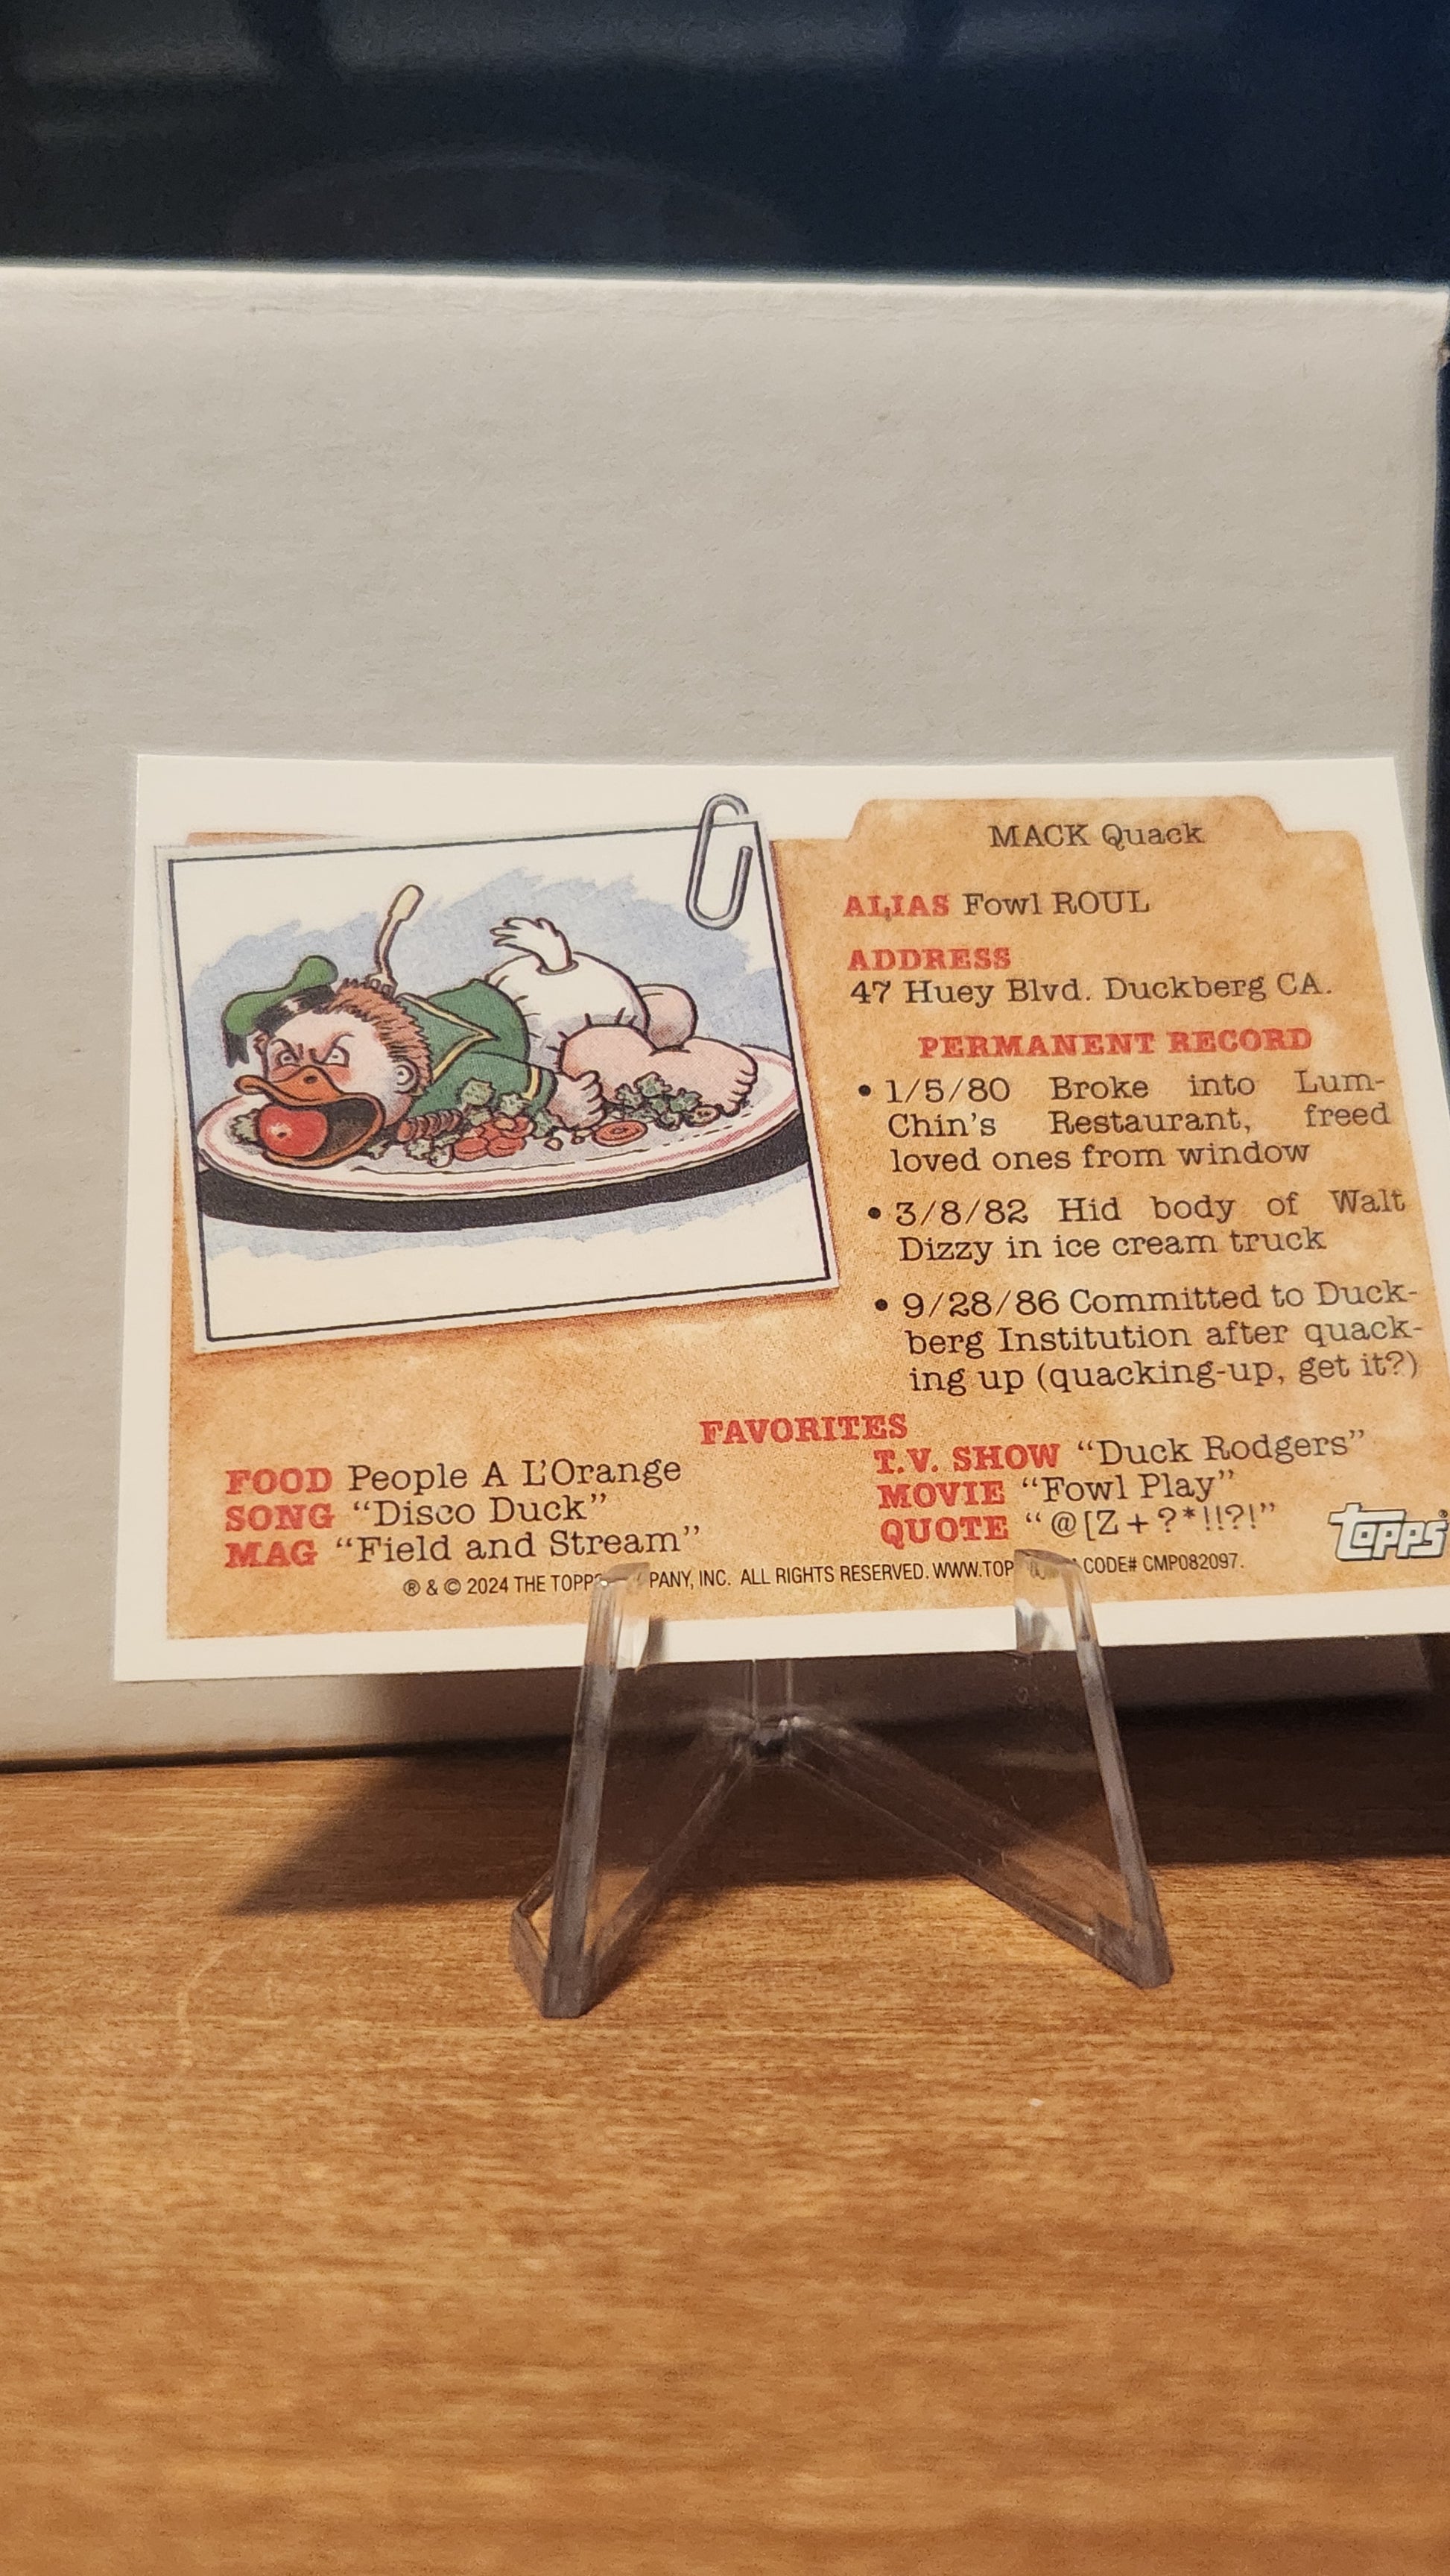 MACK Quack
ALIAS Fowl ROUL
ADDRESS
47 Huey Blvd. Duckberg CA.
PERMANENT RECORD
• 1/5/80 Broke into Lum-
Chin's Restaurant, freed
loved ones from window
• 3/8/82 Hid body of Walt
Dizzy in ice cream truck
• 9/28/86 Committed to Duck-
berg Institution after quack-
ing up (quacking-up, get it?)
FAVORITES
FOOD People A L'Orange
SONG “Disco Duck”
MAG “Field and Stream”
T.V. SHOW “Duck Rodgers”
MOVIE “Fowl Play”
QUOTE “@[Z+?*!!?!”
topps®
® & © 2024 THE TOPPS PANY, INC. ALL RIGHTS RESERVED. WWW.TOP CODE# CMP082097.